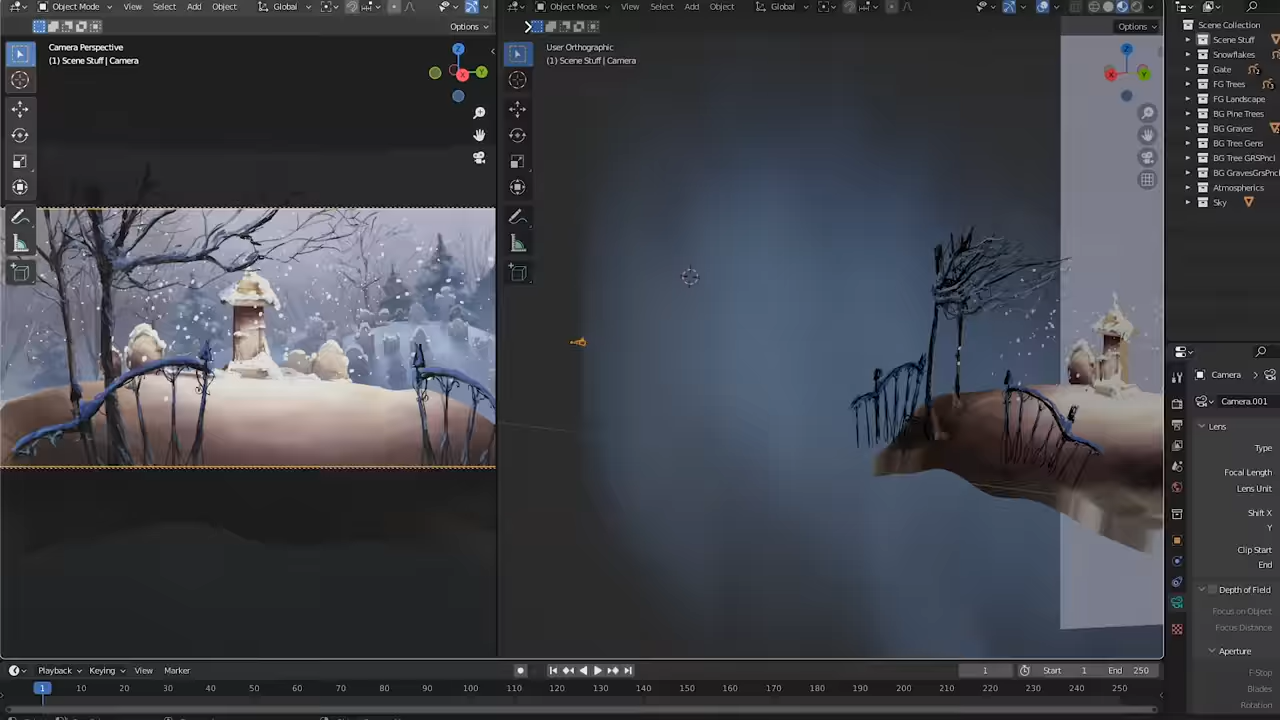 Object Mode View Select Add Object Global
Object Mode View Select Add Object Global
Options
Options
Camera Perspective
(1) Scene Stuff | Camera
User Orthographic
(1) Scene Stuff | Camera
Z
X
Y
Z
X
Y
Scene Collection
Scene Stuff
Snowflakes
Gate
FG Trees
FG Landscape
BG Pine Trees
BG Graves
BG Tree Gens
BG Tree GRSPncl
BG GravesGrsPncl
Atmospherics
Sky
Camera
Camera.001
Lens
Type
Focal Length
Lens Unit
Shift X
Y
Clip Start
End
Depth of Field
Focus on Object
Focus Distance
Aperture
F-Stop
Blades
Rotation
Playback Keying View Marker
1 Start 1 End 250
1 10 20 30 40 50 60 70 80 90 100 110 120 130 140 150 160 170 180 190 200 210 220 230 240 250